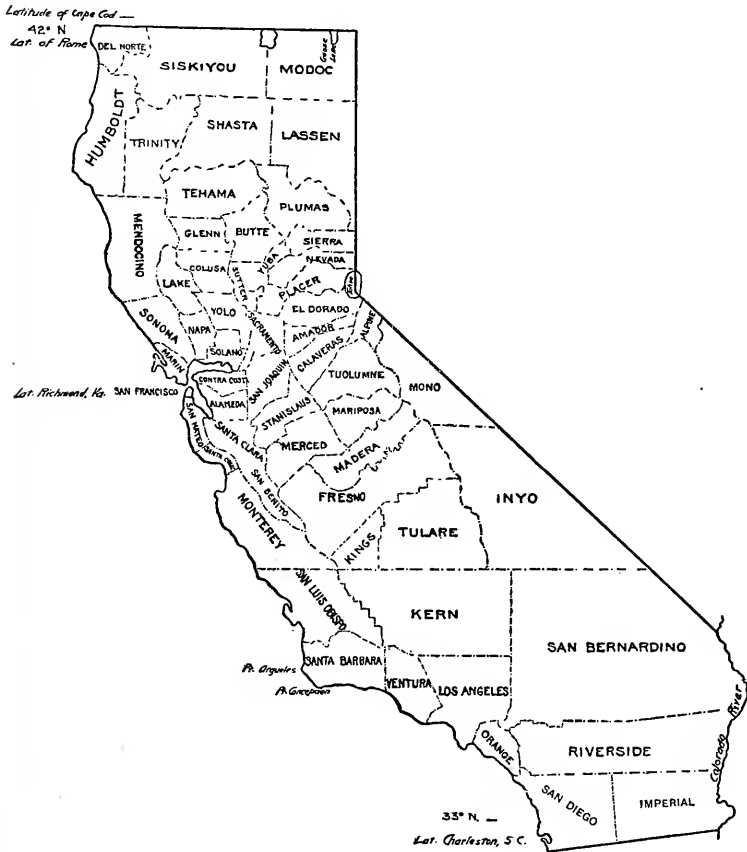 Latitude of Cape Cod —
42° N
Lat. of Rome
DEL NORTE
SISKIYOU
MODOC
Goose Lake
HUMBOLDT
TRINITY
SHASTA
LASSEN
TEHAMA
PLUMAS
MENDOCINO
GLENN
BUTTE
SIERRA
YUBA
NEVADA
COLUSA
SUTTER
LAKE
PLACER
YOLO
EL DORADO
SONOMA
NAPA
SACRAMENTO
AMADOR
ALPINE
SOLANO
CALAVERAS
MARIN
CONTRA COSTA
SAN JOAQUIN
TUOLUMNE
MONO
Lat. Richmond, Va.
SAN FRANCISCO
ALAMEDA
STANISLAUS
MARIPOSA
SAN MATEO
SANTA CLARA
MERCED
SANTA CRUZ
MADERA
SAN BENITO
FRESNO
INYO
MONTEREY
KINGS
TULARE
SAN LUIS OBISPO
KERN
SAN BERNARDINO
Pt. Argueles
SANTA BARBARA
Pt. Concepcion
VENTURA
LOS ANGELES
Colorado River
ORANGE
RIVERSIDE
SAN DIEGO
IMPERIAL
33° N. —
Lat. Charleston, S.C.